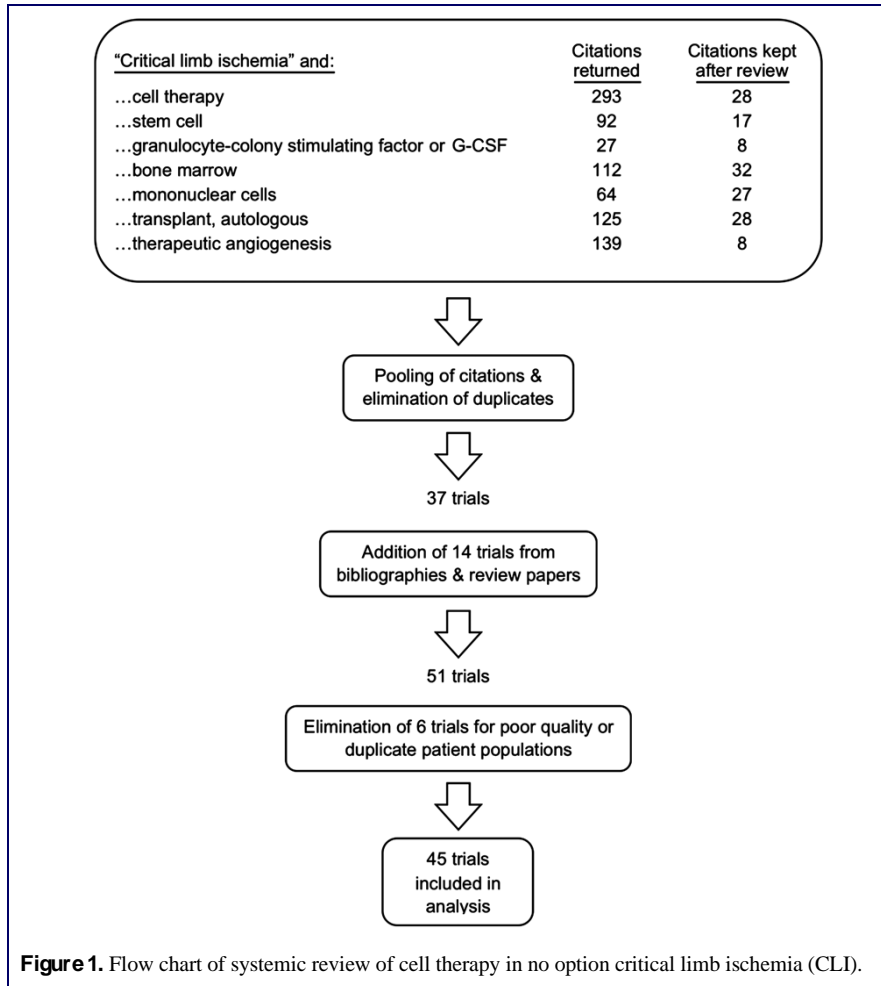 "Critical limb ischemia" and: Citations returned Citations kept after review
…cell therapy 293 28
…stem cell 92 17
…granulocyte-colony stimulating factor or G-CSF 27 8
…bone marrow 112 32
…mononuclear cells 64 27
…transplant, autologous 125 28
…therapeutic angiogenesis 139 8
Pooling of citations &
elimination of duplicates
37 trials
Addition of 14 trials from
bibliographies & review papers
51 trials
Elimination of 6 trials for poor quality or
duplicate patient populations
45 trials
included in
analysis
Figure 1. Flow chart of systemic review of cell therapy in no option critical limb ischemia (CLI).